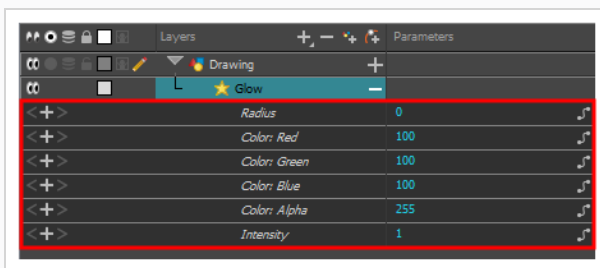 Layers Parameters
Drawing
Glow
Radius 0
Color: Red 100
Color: Green 100
Color: Blue 100
Color: Alpha 255
Intensity 1